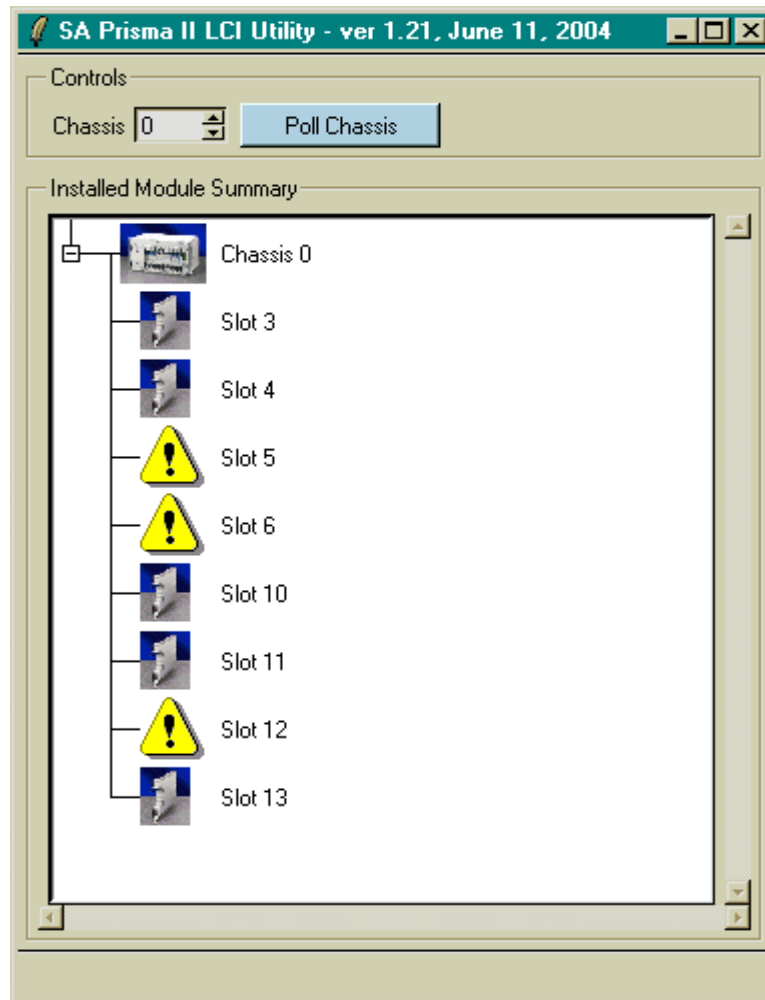 SA Prisma II LCI Utility - ver 1.21, June 11, 2004
Controls
Chassis 0 Poll Chassis
Installed Module Summary
Chassis 0
Slot 3
Slot 4
Slot 5
Slot 6
Slot 10
Slot 11
Slot 12
Slot 13